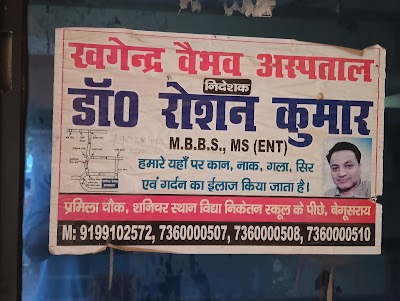 खगेन्द्र वैभव अस्पताल
निदेशक
डॉ0 रोशन कुमार
M.B.B.S., MS (ENT)
हमारे यहाँ पर कान, नाक, गला, सिर
एवं गर्दन का ईलाज किया जाता है।
प्रमिला चौक, शनिचर स्थान विद्या निकेतन स्कूल के पीछे, बेगूसराय
M: 9199102572, 7360000507, 7360000508, 7360000510